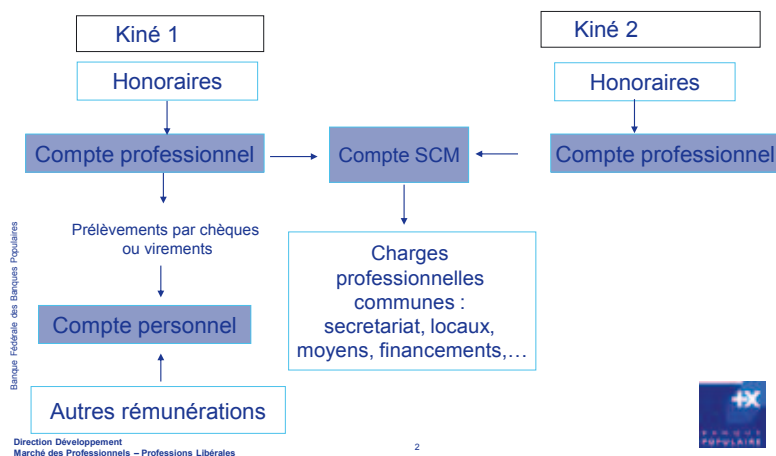 Kiné 1
Kiné 2
Honoraires
Honoraires
Compte professionnel
Compte SCM
Compte professionnel
Prélèvements par chèques
ou virements
Charges
professionnelles
communes :
secretariat, locaux,
moyens, financements,...
Compte personnel
Autres rémunérations
Banque Fédérale des Banques Populaires
Direction Développement
Marché des Professionnels – Professions Libérales
2
+X
BANQUE
POPULAIRE